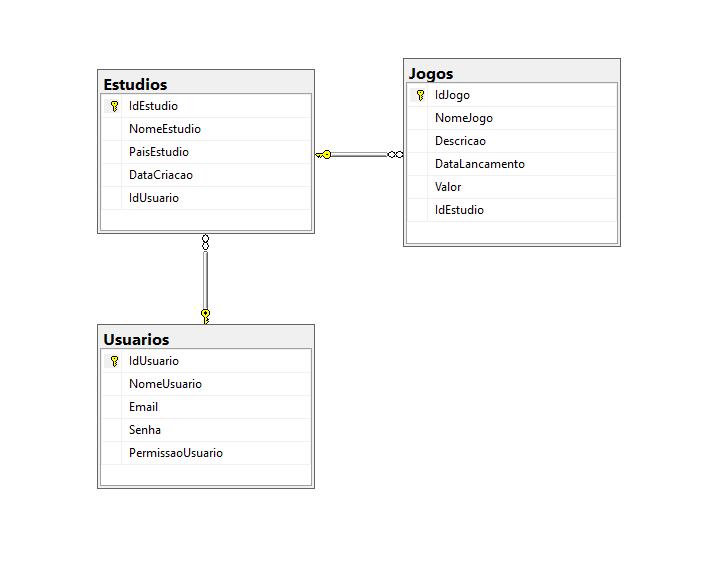 Estudios
IdEstudio
NomeEstudio
PaisEstudio
DataCriacao
IdUsuario
Jogos
IdJogo
NomeJogo
Descricao
DataLancamento
Valor
IdEstudio
Usuarios
IdUsuario
NomeUsuario
Email
Senha
PermissaoUsuario